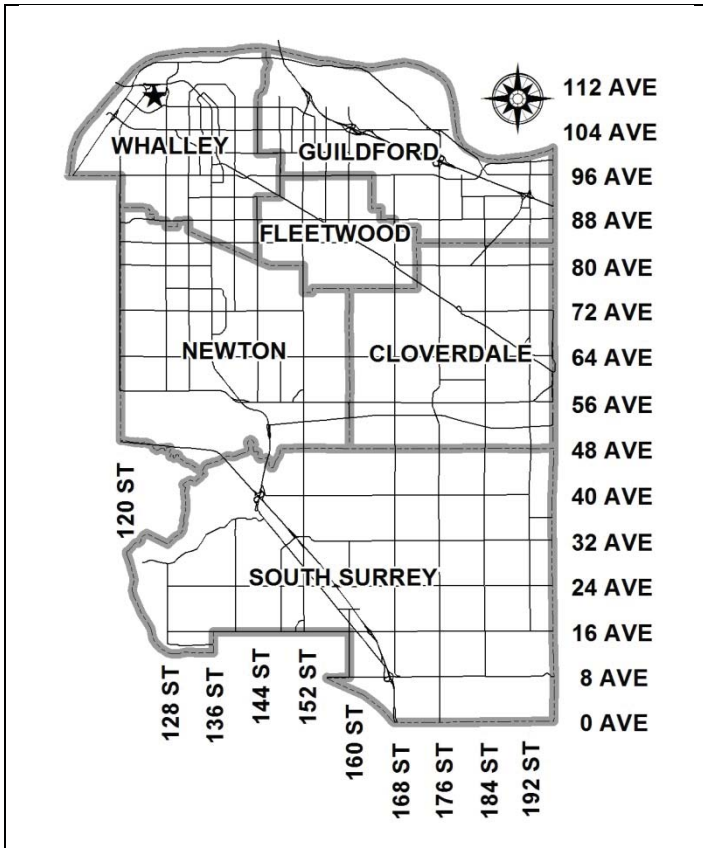 112 AVE
104 AVE
WHALLEY
GUILDFORD
96 AVE
88 AVE
FLEETWOOD
80 AVE
72 AVE
NEWTON
CLOVERDALE
64 AVE
56 AVE
48 AVE
120 ST
40 AVE
32 AVE
SOUTH SURREY
24 AVE
16 AVE
128 ST
136 ST
144 ST
152 ST
160 ST
8 AVE
0 AVE
168 ST
176 ST
184 ST
192 ST